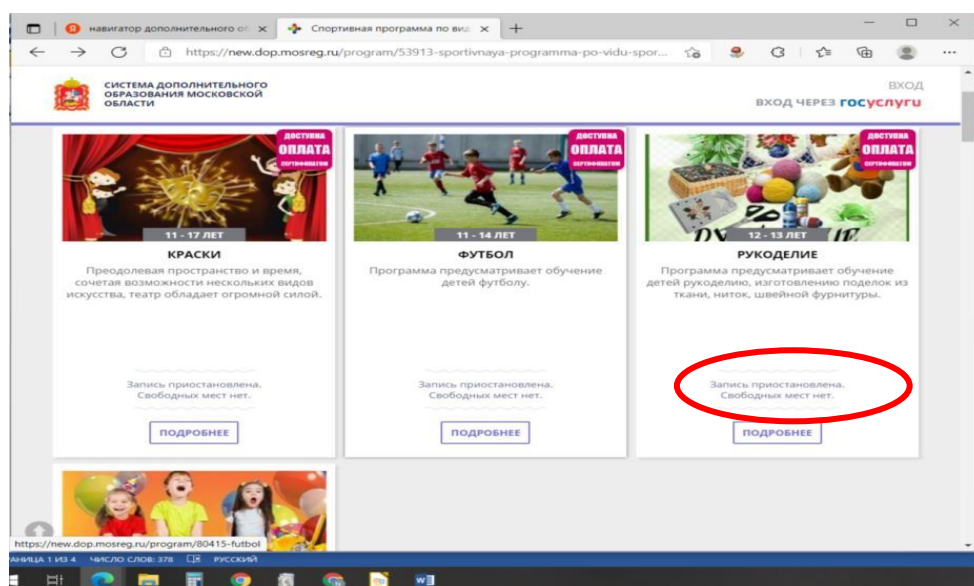 навигатор дополнительного об
Спортивная программа по вид
https://new.dop.mosreg.ru/program/53913-sportivnaya-programma-po-vidu-spor...
СИСТЕМА ДОПОЛНИТЕЛЬНОГО
ОБРАЗОВАНИЯ МОСКОВСКОЙ
ОБЛАСТИ
ВХОД
ВХОД ЧЕРЕЗ госуслуги
ДОСТУПНА
ОПЛАТА
СЕРТИФИКАТОМ
11 - 17 ЛЕТ
КРАСКИ
Преодолевая пространство и время,
сочетая возможности нескольких видов
искусства, театр обладает огромной силой.
Запись приостановлена.
Свободных мест нет.
ПОДРОБНЕЕ
ДОСТУПНА
ОПЛАТА
СЕРТИФИКАТОМ
11 - 14 ЛЕТ
ФУТБОЛ
Программа предусматривает обучение
детей футболу.
Запись приостановлена.
Свободных мест нет.
ПОДРОБНЕЕ
ДОСТУПНА
ОПЛАТА
СЕРТИФИКАТОМ
12 - 13 ЛЕТ
РУКОДЕЛИЕ
Программа предусматривает обучение
детей рукоделию, изготовлению поделок из
ткани, ниток, швейной фурнитуры.
Запись приостановлена.
Свободных мест нет.
ПОДРОБНЕЕ
https://new.dop.mosreg.ru/program/80415-futbol
АНИЦА 1 ИЗ 4 ЧИСЛО СЛОВ: 378 РУССКИЙ